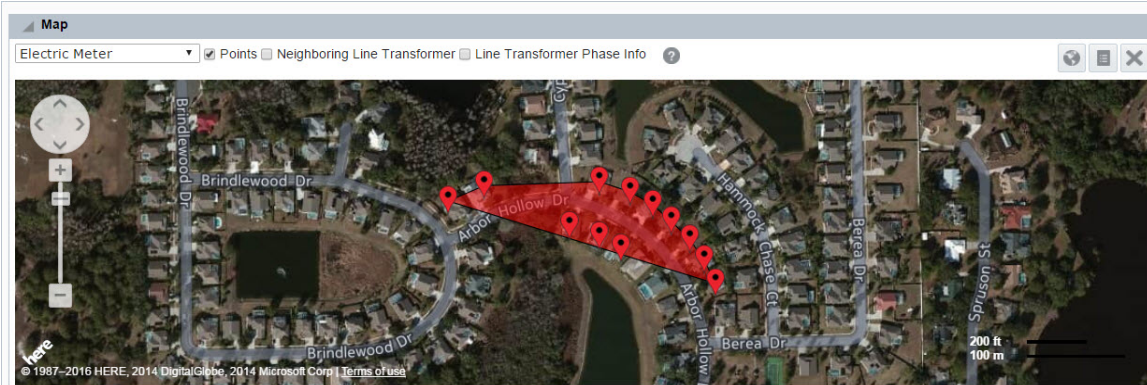 Map
Electric Meter Points Neighboring Line Transformer Line Transformer Phase Info ?
Brindlewood Dr
Brindlewood Dr
Arbor Hollow Dr
Cyp
Hammock Chase Ct
Berea Dr
Spruson St
Brindlewood Dr
Arbor Hollow
Berea Dr
200 ft
100 m
here
© 1987–2016 HERE, 2014 DigitalGlobe, 2014 Microsoft Corp | Terms of use